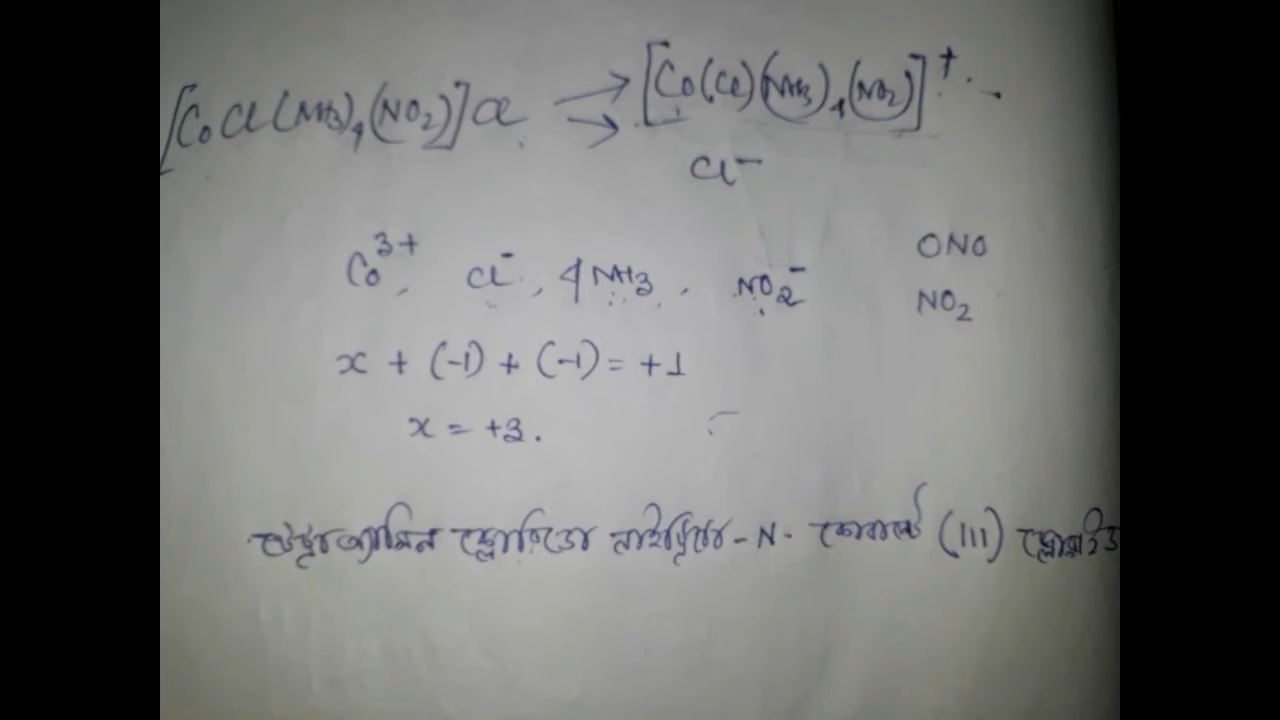 [CoCl(NH3)4(NO2)]Cl → [Co(Cl)(NH3)4(NO2)]+
Cl-
Co3+, Cl-, 4NH3, NO2-
ONO
NO2
x + (-1) + (-1) = +1
x = +3.
টেট্রাঅ্যামিন ক্লোরিডো নাইট্রিটো-N- কোবাল্ট (III) ক্লোরাইড